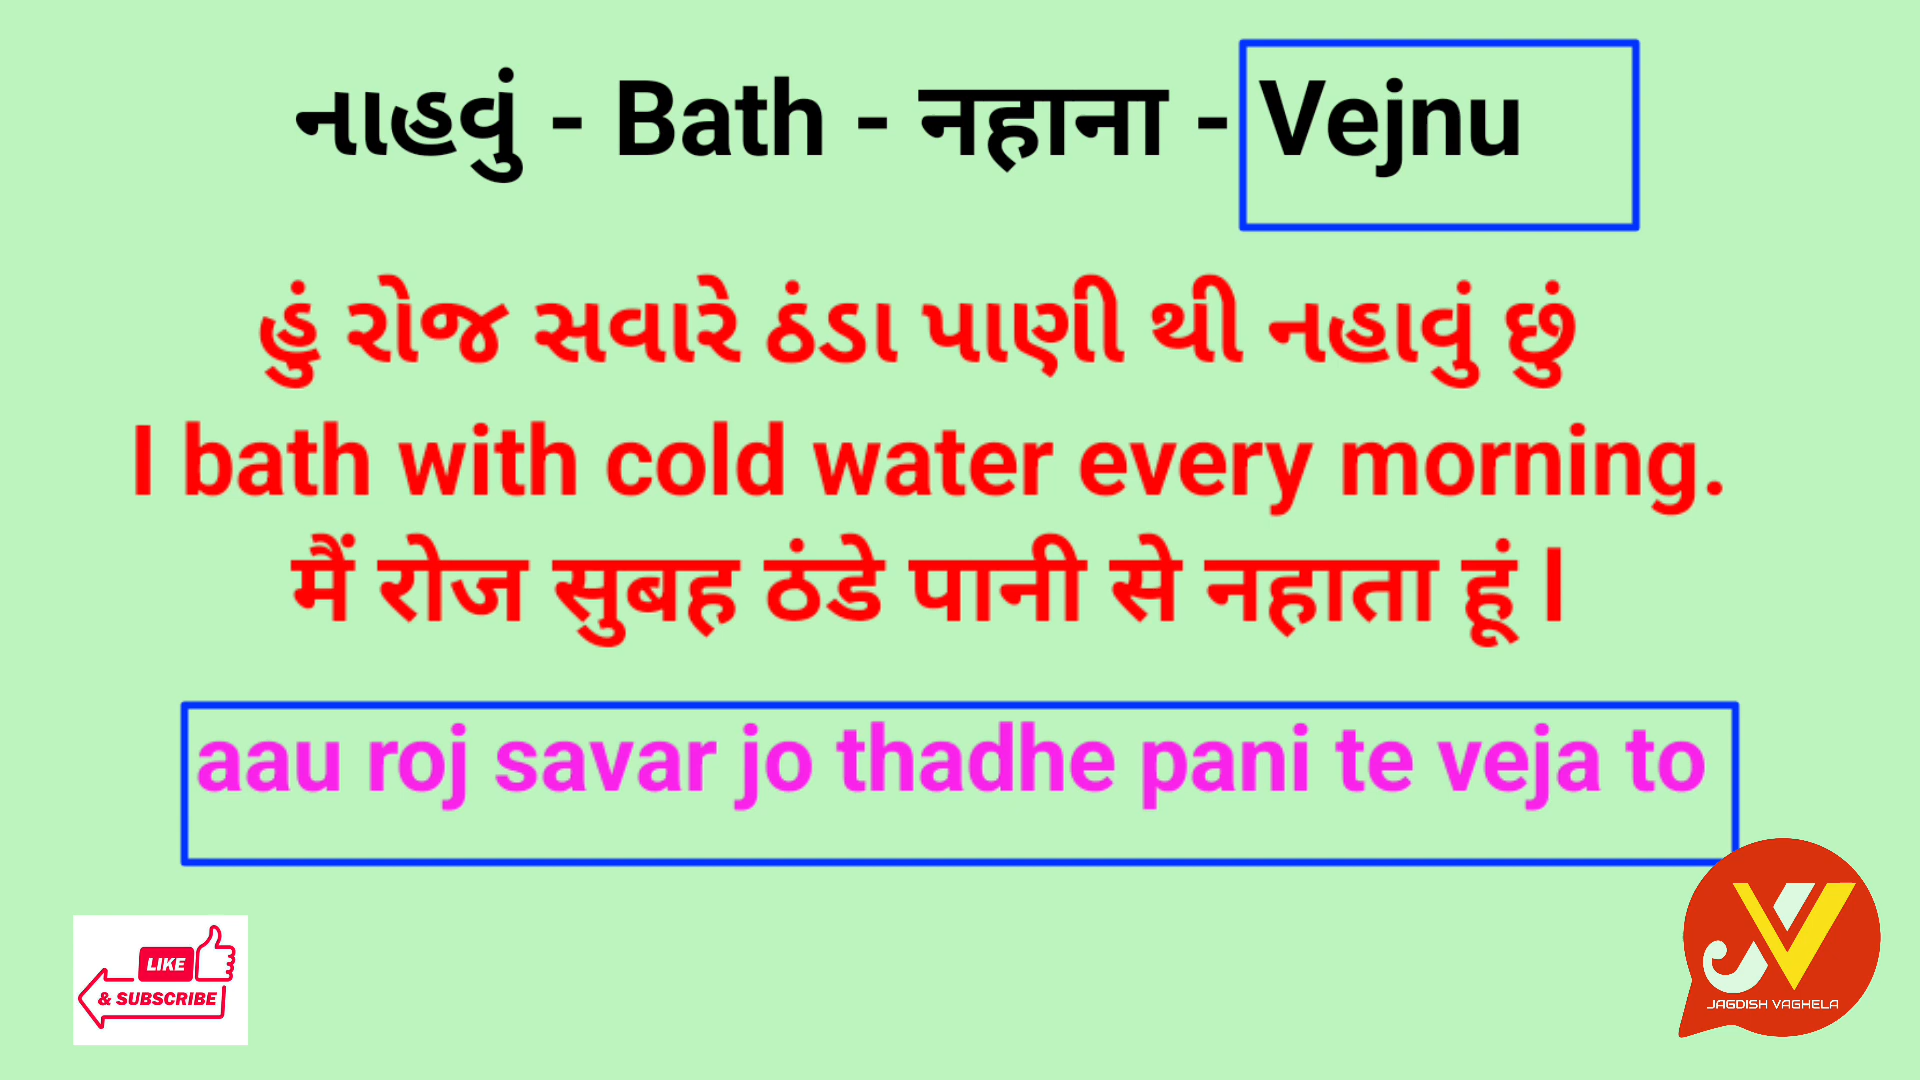 નાહવું - Bath - नहाना - Vejnu
હું રોજ સવારે ઠંડા પાણી થી નહાવું છું
I bath with cold water every morning.
मैं रोज सुबह ठंडे पानी से नहाता हूं l
aau roj savar jo thadhe pani te veja to
LIKE
& SUBSCRIBE
JV
JAGDISH VAGHELA